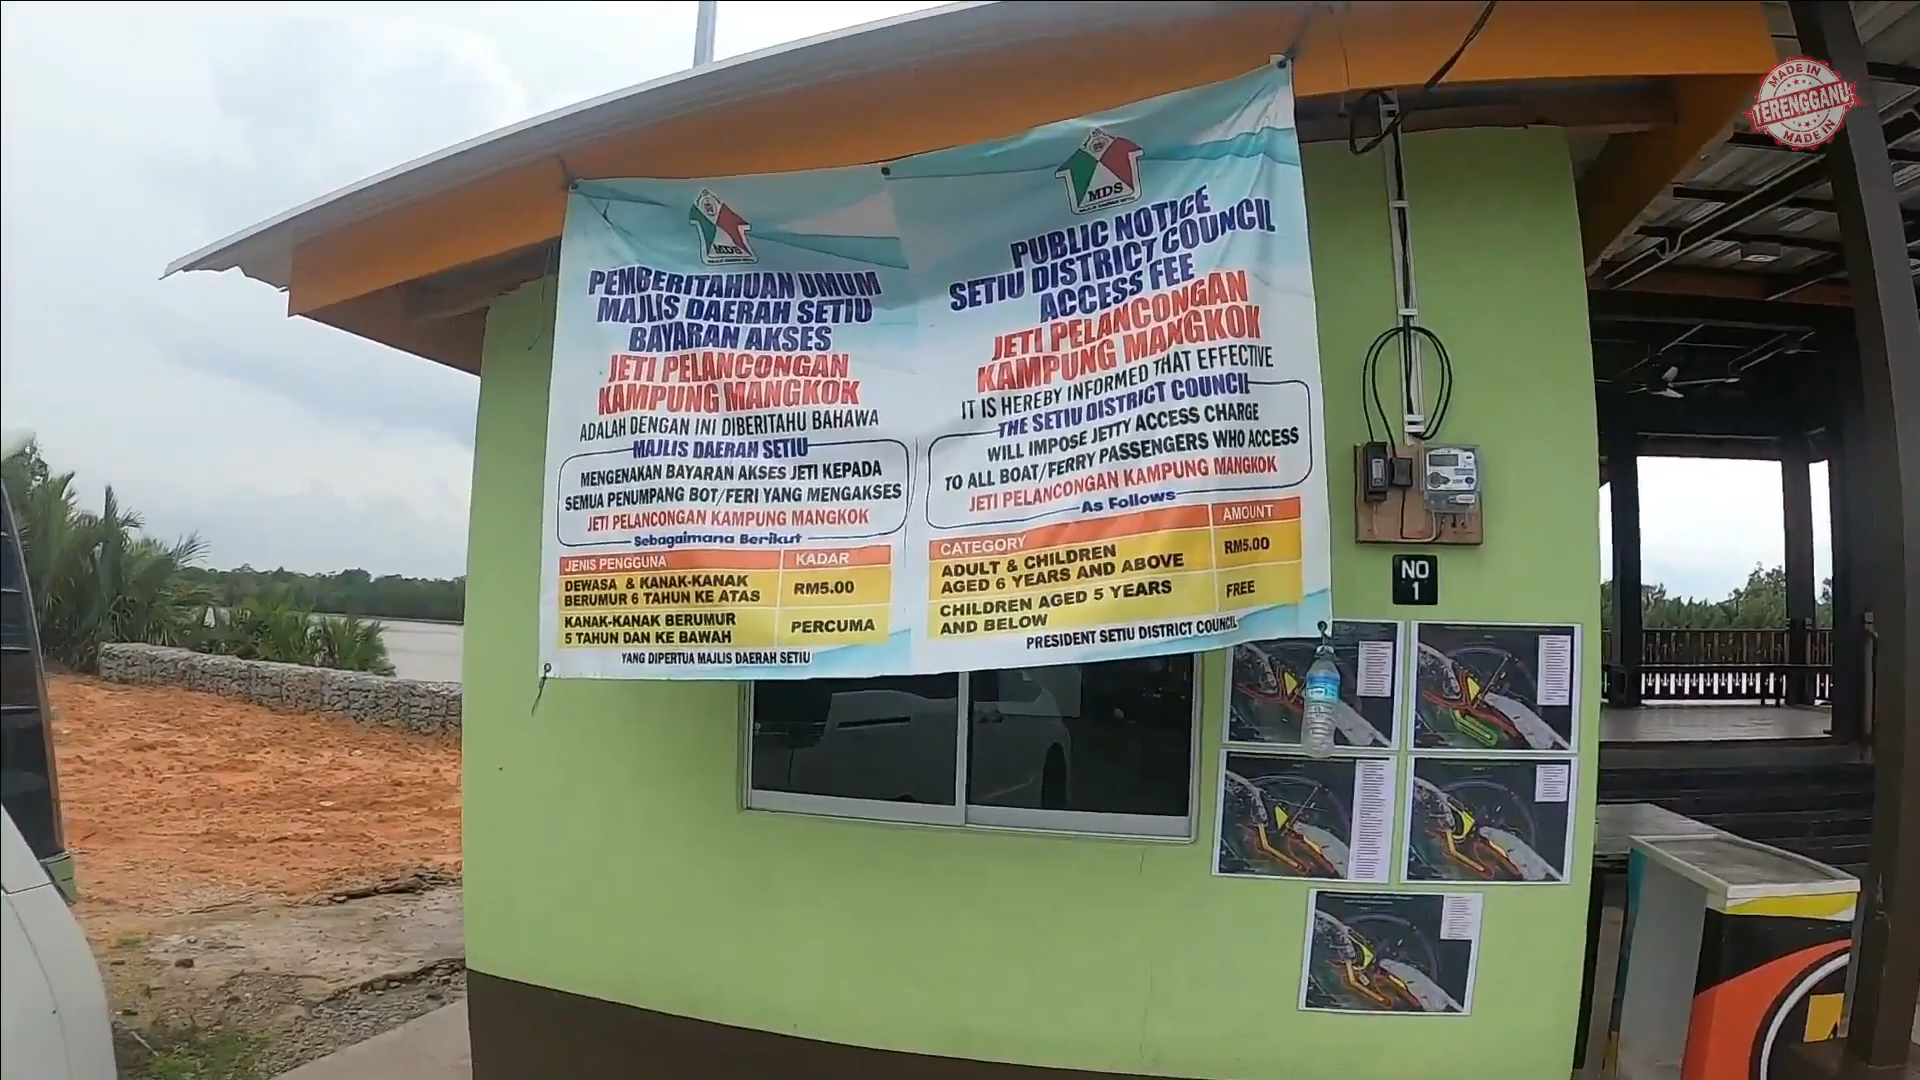 MADE IN
TERENGGANU
MADE IN
MDS
PEMBERITAHUAN UMUM
MAJLIS DAERAH SETIU
BAYARAN AKSES
JETI PELANCONGAN
KAMPUNG MANGKOK
ADALAH DENGAN INI DIBERITAHU BAHAWA
MAJLIS DAERAH SETIU
MENGENAKAN BAYARAN AKSES JETI KEPADA
SEMUA PENUMPANG BOT/FERI YANG MENGAKSES
JETI PELANCONGAN KAMPUNG MANGKOK
Sebagaimana Berikut
JENIS PENGGUNA KADAR
DEWASA & KANAK-KANAK
BERUMUR 6 TAHUN KE ATAS
RM5.00
KANAK-KANAK BERUMUR
5 TAHUN DAN KE BAWAH
PERCUMA
YANG DIPERTUA MAJLIS DAERAH SETIU
MDS
PUBLIC NOTICE
SETIU DISTRICT COUNCIL
ACCESS FEE
JETI PELANCONGAN
KAMPUNG MANGKOK
IT IS HEREBY INFORMED THAT EFFECTIVE
THE SETIU DISTRICT COUNCIL
WILL IMPOSE JETTY ACCESS CHARGE
TO ALL BOAT/FERRY PASSENGERS WHO ACCESS
JETI PELANCONGAN KAMPUNG MANGKOK
As Follows
CATEGORY AMOUNT
ADULT & CHILDREN
AGED 6 YEARS AND ABOVE
RM5.00
CHILDREN AGED 5 YEARS
AND BELOW
FREE
PRESIDENT SETIU DISTRICT COUNCIL
NO
1